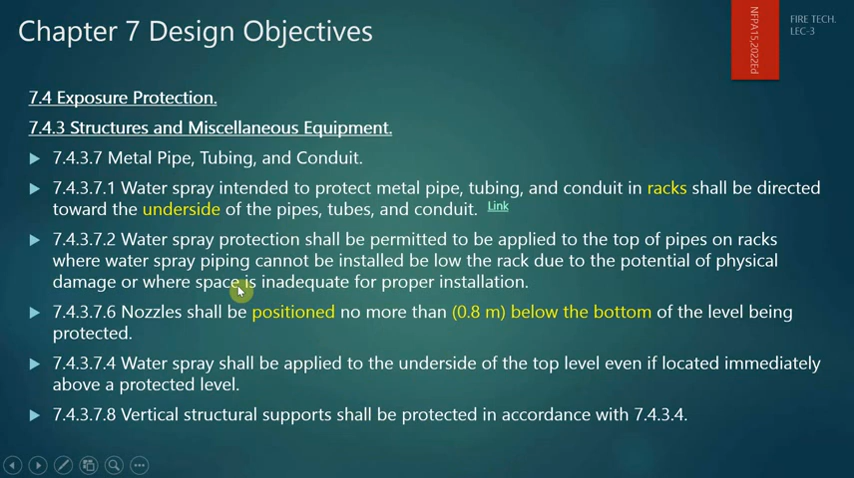 Chapter 7 Design Objectives
NFPA15,2022Ed
FIRE TECH.
LEC-3
7.4 Exposure Protection.
7.4.3 Structures and Miscellaneous Equipment.
7.4.3.7 Metal Pipe, Tubing, and Conduit.
7.4.3.7.1 Water spray intended to protect metal pipe, tubing, and conduit in racks shall be directed
toward the underside of the pipes, tubes, and conduit. Link
7.4.3.7.2 Water spray protection shall be permitted to be applied to the top of pipes on racks
where water spray piping cannot be installed be low the rack due to the potential of physical
damage or where space is inadequate for proper installation.
7.4.3.7.6 Nozzles shall be positioned no more than (0.8 m) below the bottom of the level being
protected.
7.4.3.7.4 Water spray shall be applied to the underside of the top level even if located immediately
above a protected level.
7.4.3.7.8 Vertical structural supports shall be protected in accordance with 7.4.3.4.